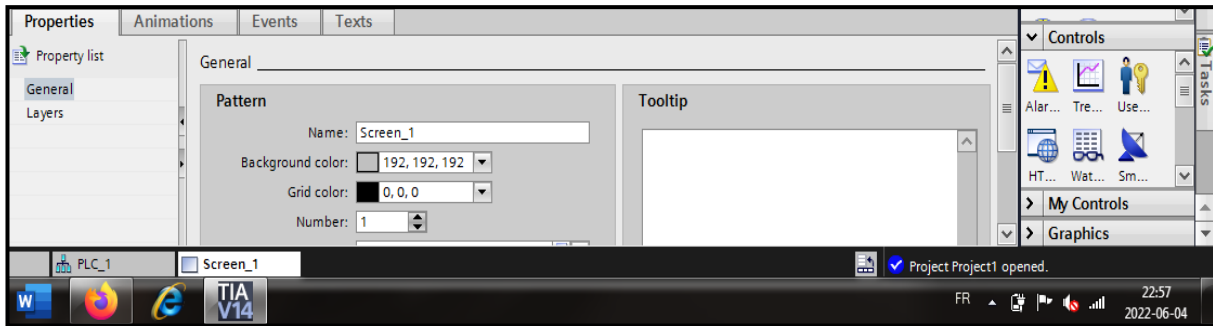 Properties Animations Events Texts
Property list
General
Layers
General
Pattern
Name: Screen_1
Background color: 192, 192, 192
Grid color: 0, 0, 0
Number: 1
Tooltip
Controls
Alar... Tre... Use...
HT... Wat... Sm...
My Controls
Graphics
Tasks
PLC_1 Screen_1 Project Project1 opened.
W TIA V14 FR 22:57
2022-06-04